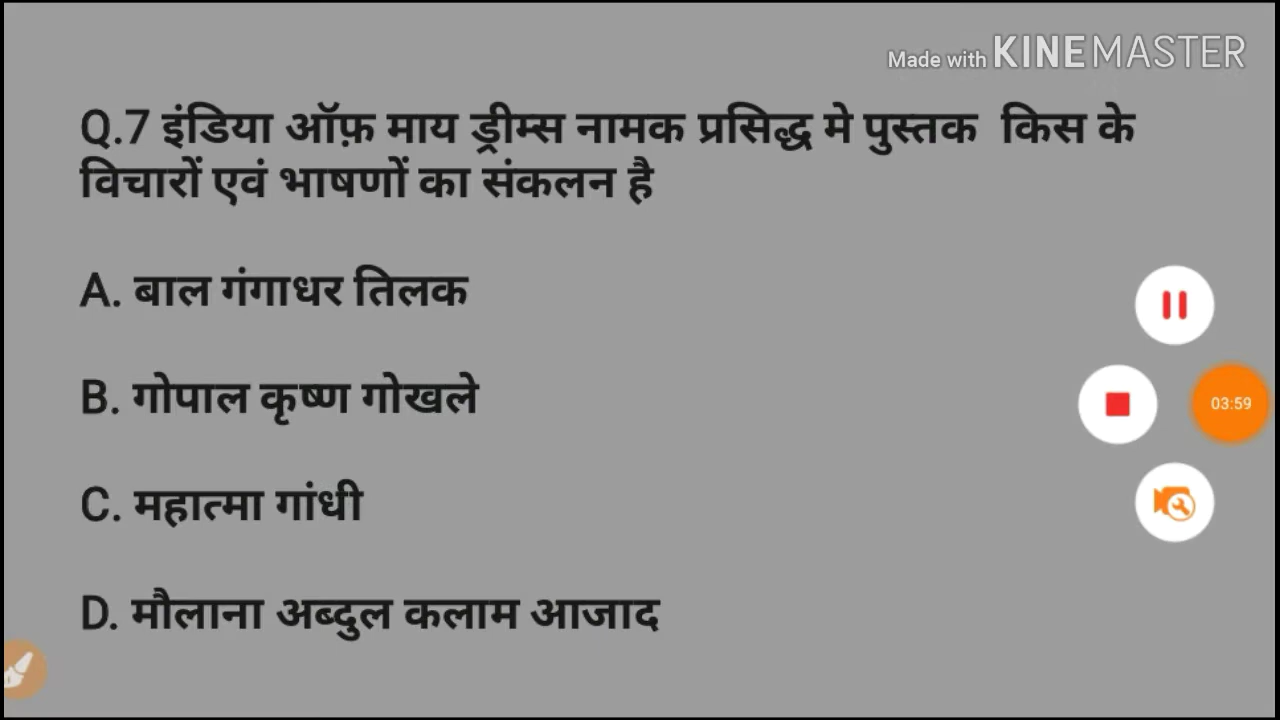 Made with KINEMASTER
Q.7 इंडिया ऑफ़ माय ड्रीम्स नामक प्रसिद्ध मे पुस्तक किस के
विचारों एवं भाषणों का संकलन है
A. बाल गंगाधर तिलक
B. गोपाल कृष्ण गोखले
C. महात्मा गांधी
03:59
D. मौलाना अब्दुल कलाम आजाद